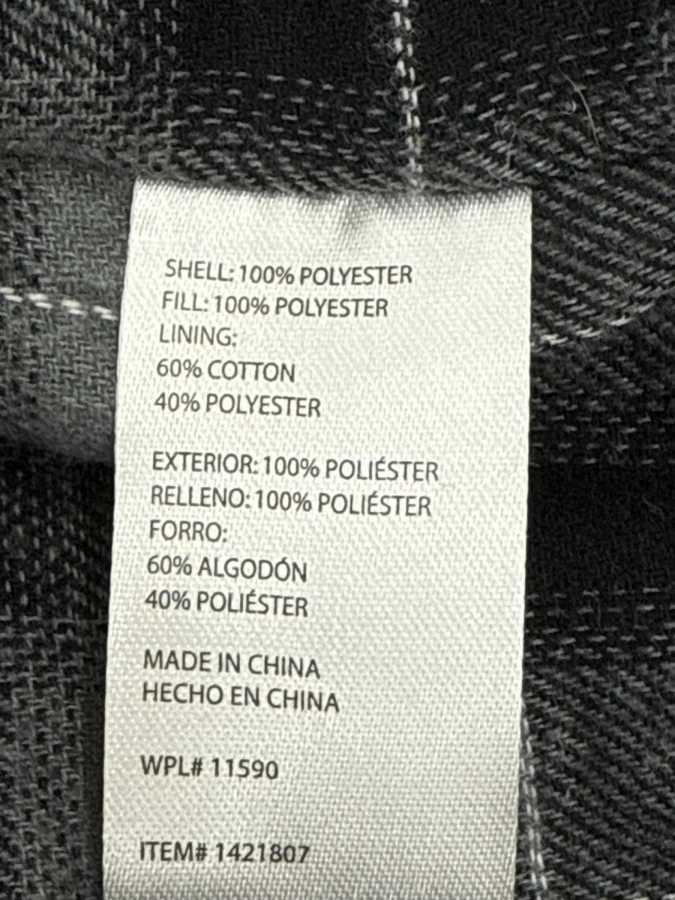 SHELL: 100% POLYESTER
FILL: 100% POLYESTER
LINING:
60% COTTON
40% POLYESTER
EXTERIOR: 100% POLIÉSTER
RELLENO: 100% POLIÉSTER
FORRO:
60% ALGODÓN
40% POLIÉSTER
MADE IN CHINA
HECHO EN CHINA
WPL# 11590
ITEM# 1421807